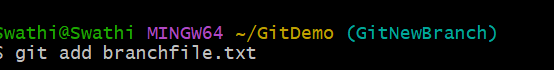 Swathi@Swathi MINGW64 ~/GitDemo (GitNewBranch)
$ git add branchfile.txt